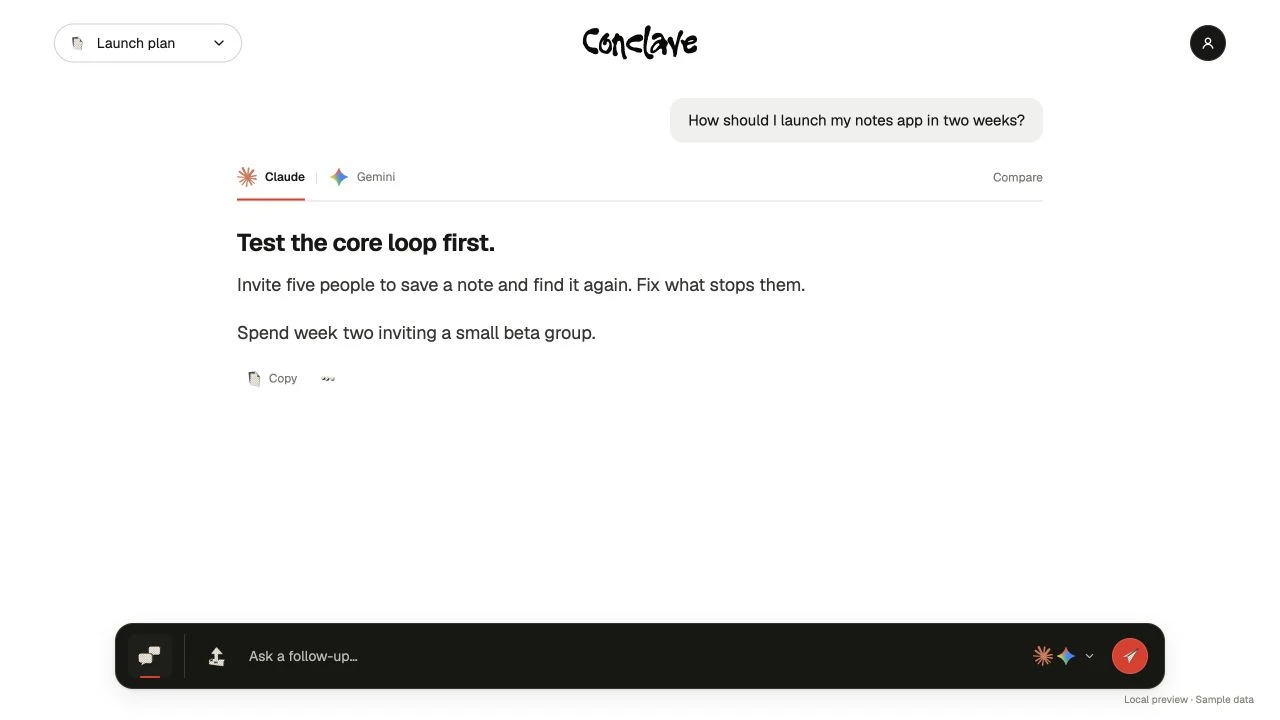 Launch plan
Conclave
How should I launch my notes app in two weeks?
Claude
Gemini
Compare
Test the core loop first.
Invite five people to save a note and find it again. Fix what stops them.
Spend week two inviting a small beta group.
Copy
Ask a follow-up...
Local preview · Sample data